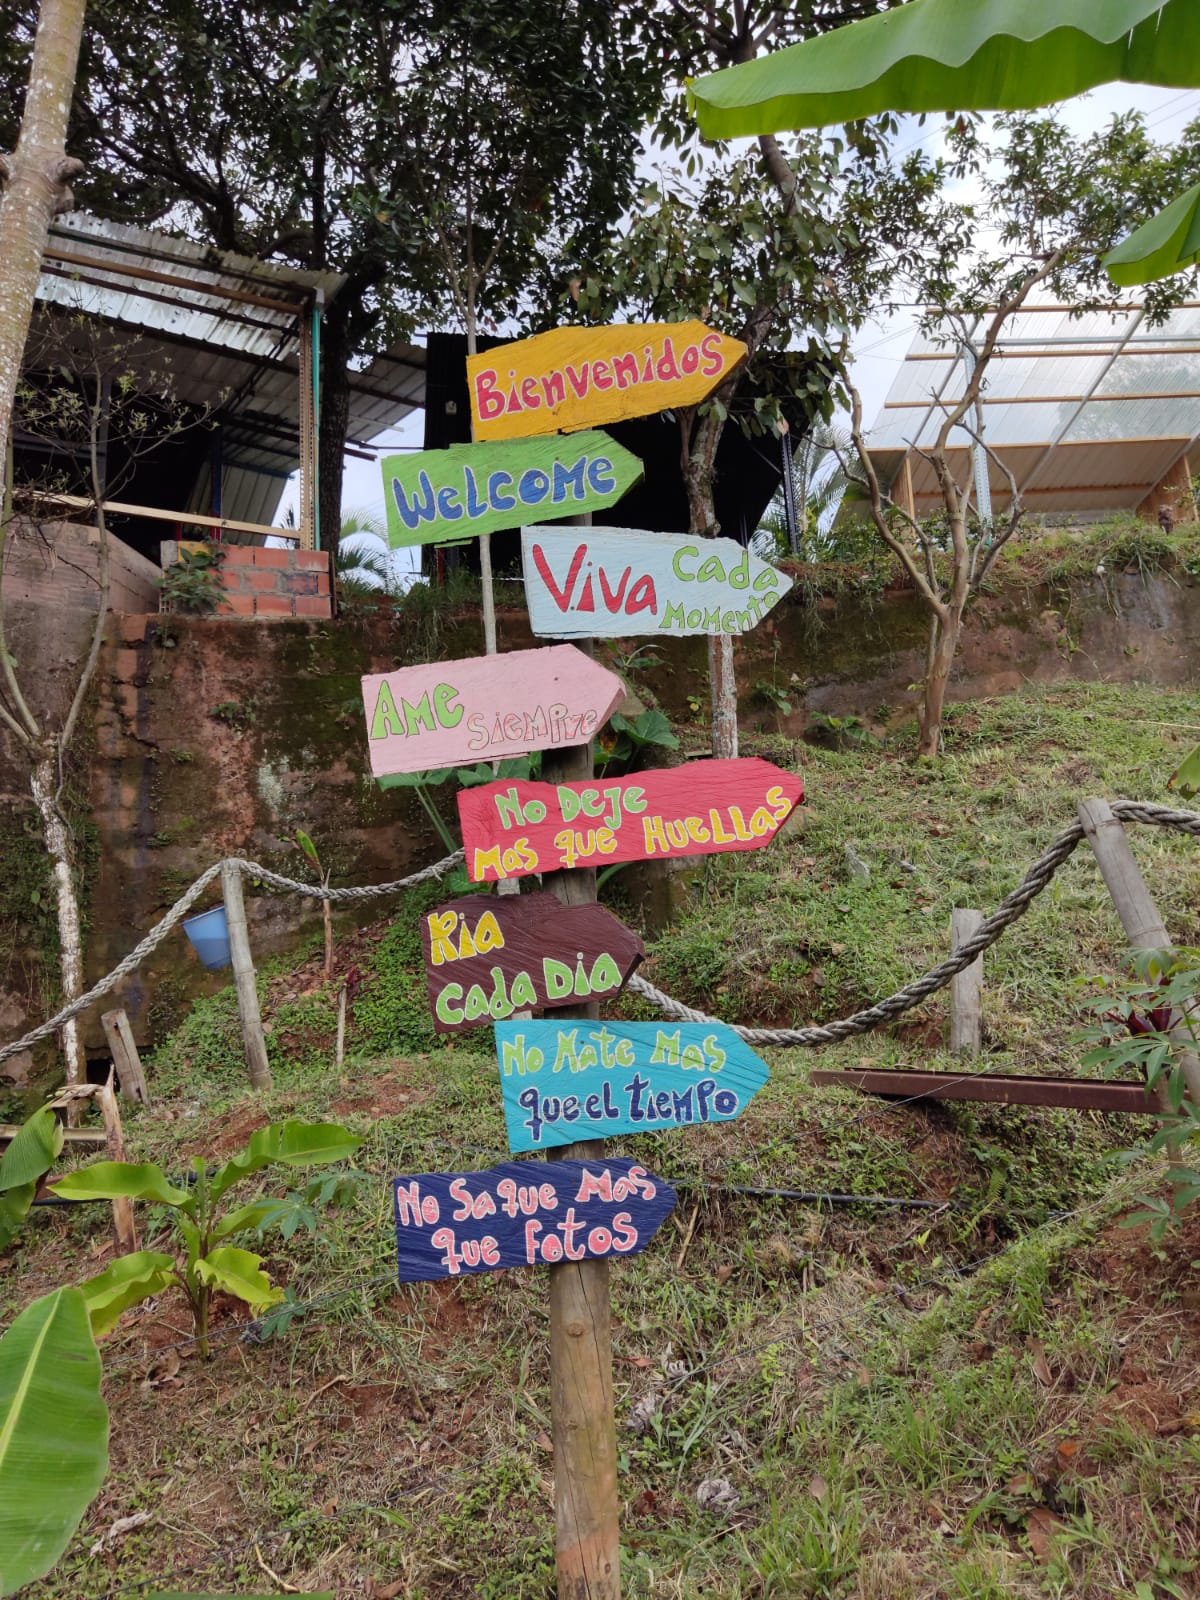 Bienvenidos
Welcome
Viva Cada
Momento
Ame siempre
No Deje
Mas que Huellas
Ria
Cada Dia
No Mate Mas
que el tiempo
No Saque Mas
que Fotos